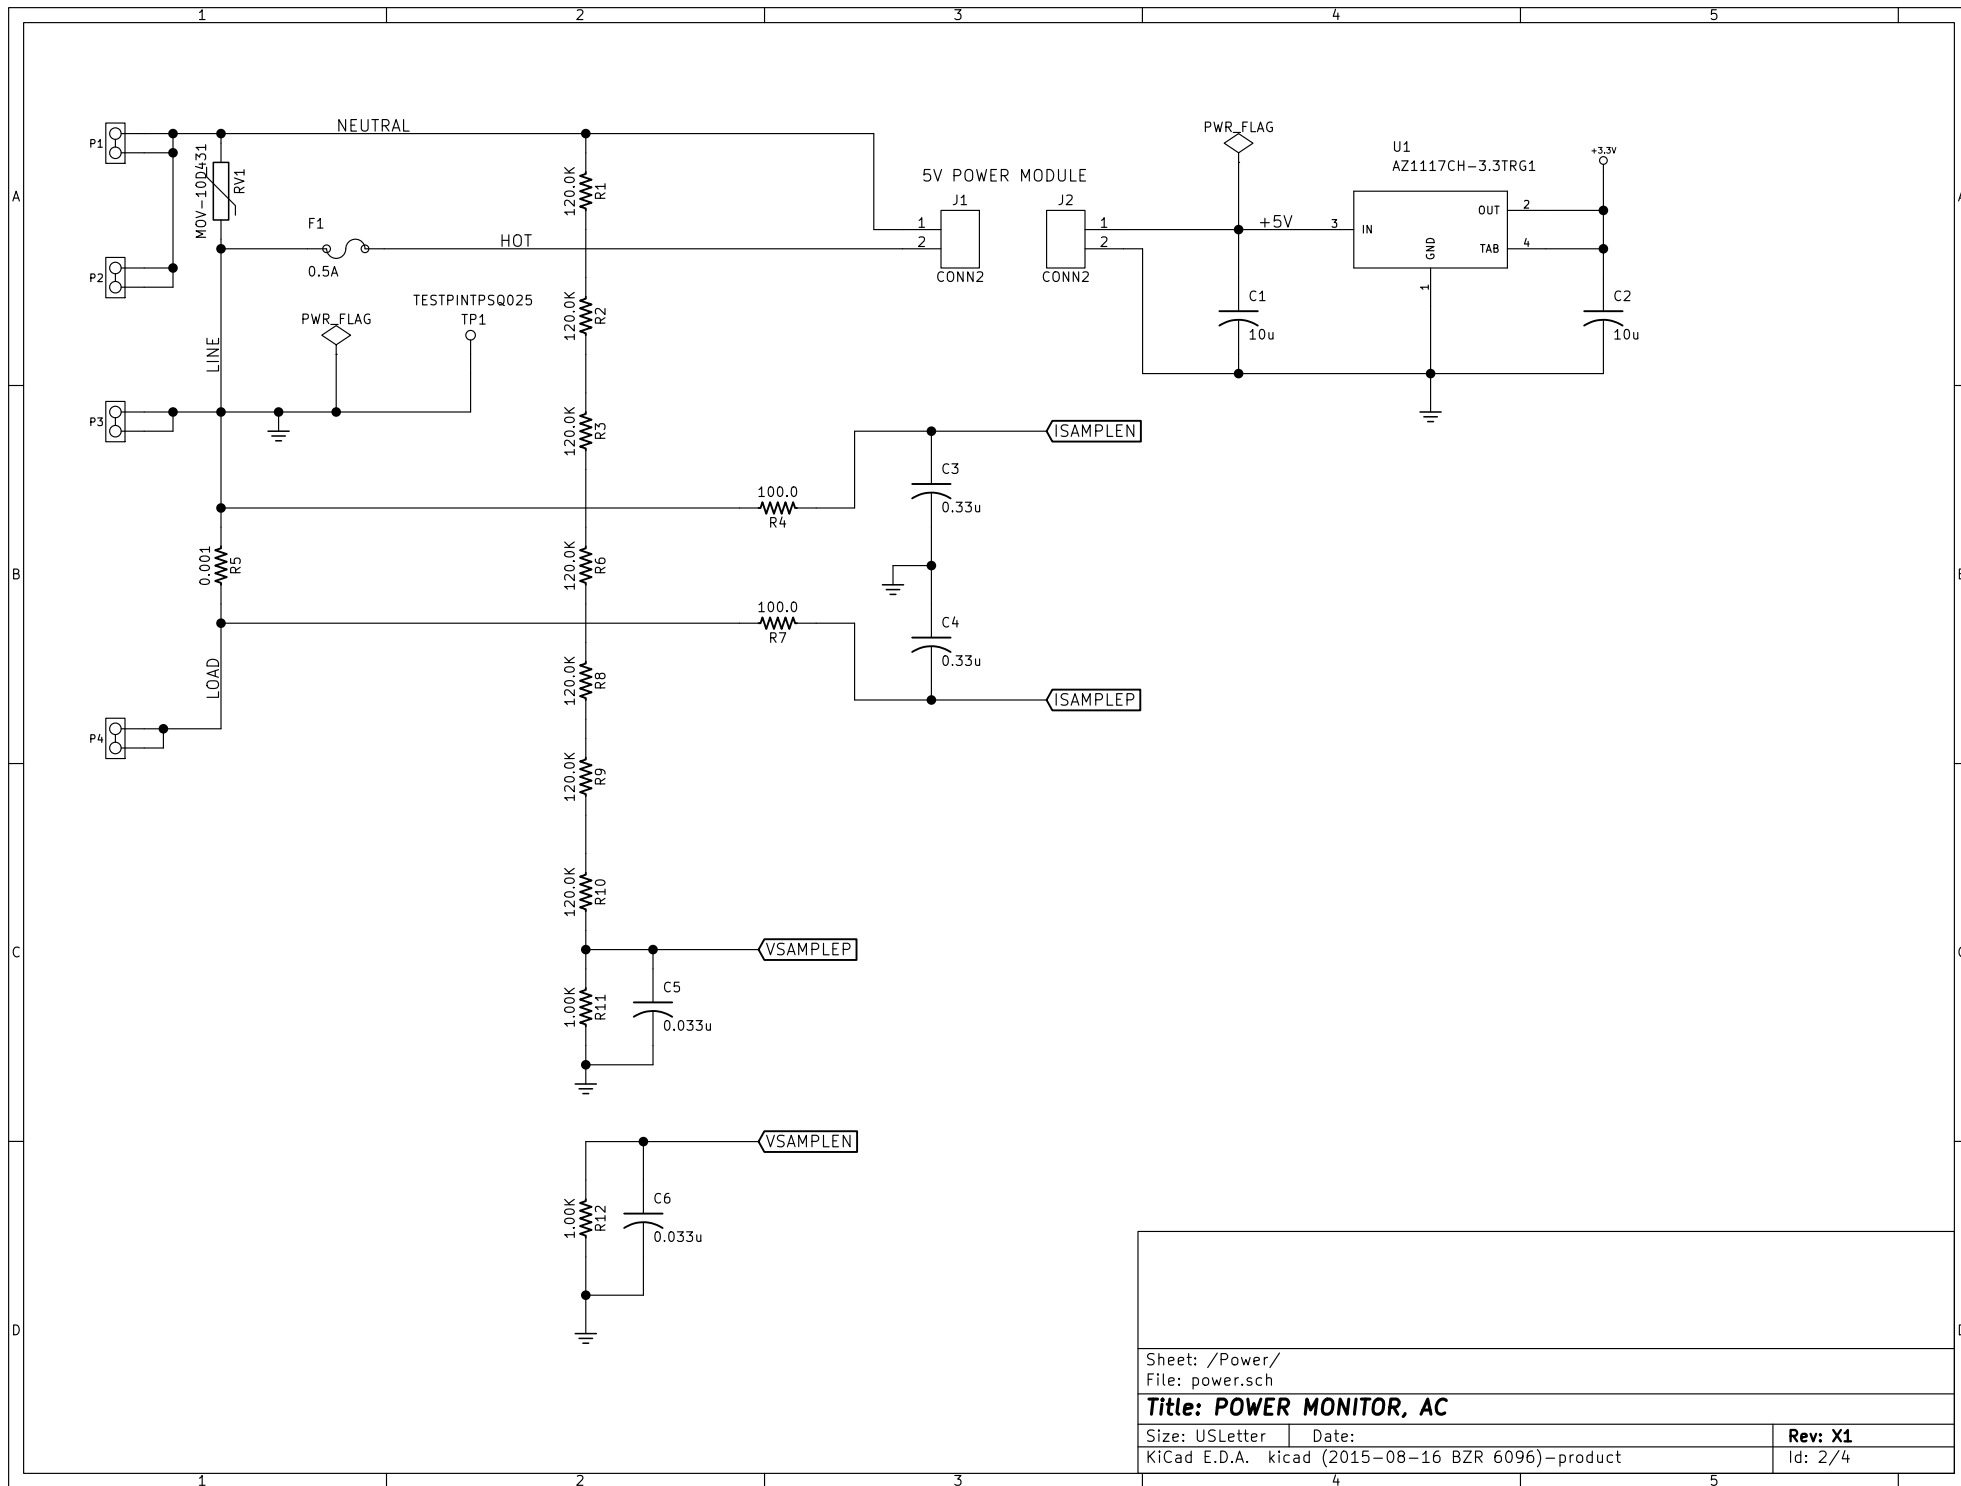 1 2 3 4 5
A
B
C
D
P1
NEUTRAL
MOV-10D431
RV1
F1
0.5A
HOT
P2
LINE
PWR_FLAG
TESTPINTPSQ025
TP1
P3
120.0K
R1
120.0K
R2
120.0K
R3
5V POWER MODULE
J1
1
2
CONN2
J2
1
2
CONN2
PWR_FLAG
+5V
C1
10u
U1
AZ1117CH-3.3TRG1
3
IN
OUT
2
TAB
4
GND
1
+3.3V
C2
10u
ISAMPLEN
C3
0.33u
100.0
R4
0.001
R5
120.0K
R6
100.0
R7
C4
0.33u
ISAMPLEP
LOAD
P4
120.0K
R8
120.0K
R9
120.0K
R10
VSAMPLEP
1.00K
R11
C5
0.033u
VSAMPLEN
1.00K
R12
C6
0.033u
Sheet: /Power/
File: power.sch
Title: POWER MONITOR, AC
Size: USLetter Date: Rev: X1
KiCad E.D.A. kicad (2015-08-16 BZR 6096)-product Id: 2/4
1 2 3 4 5